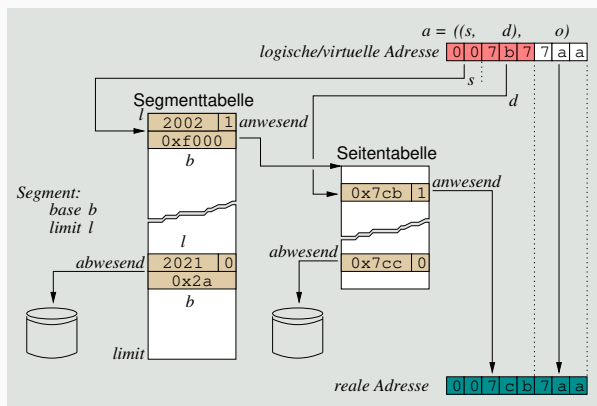 a = ((s, d), o)
logische/virtuelle Adresse 0 0 7 b 7 7 a a
s
d
Segmenttabelle
l
2002 1 anwesend
0xf000
b
Seitentabelle
0x7cb 1 anwesend
Segment:
base b
limit l
l
abwesend 2021 0
0x2a
b
abwesend
0x7cc 0
limit
reale Adresse 0 0 7 c b 7 a a